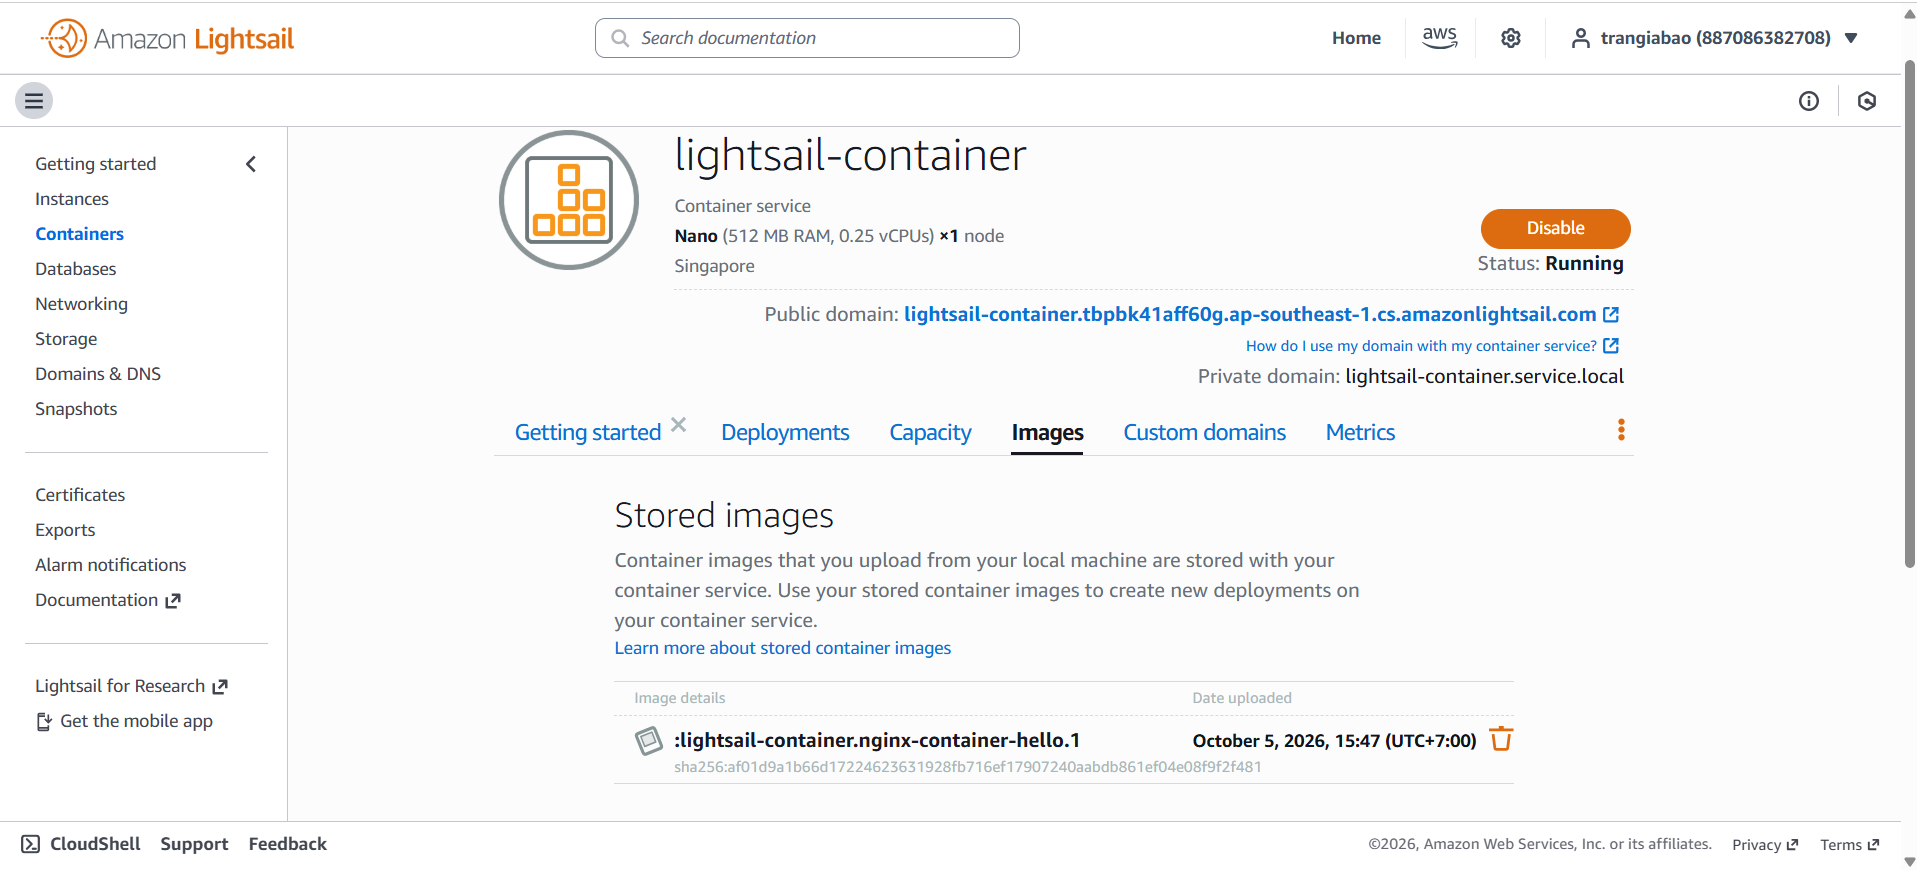 Amazon Lightsail
Search documentation
Home
aws
trangiabao (887086382708)
Getting started
Instances
Containers
Databases
Networking
Storage
Domains & DNS
Snapshots
Certificates
Exports
Alarm notifications
Documentation
Lightsail for Research
Get the mobile app
lightsail-container
Container service
Nano (512 MB RAM, 0.25 vCPUs) ×1 node
Singapore
Disable
Status: Running
Public domain: lightsail-container.tbpbk41aff60g.ap-southeast-1.cs.amazonlightsail.com
How do I use my domain with my container service?
Private domain: lightsail-container.service.local
Getting started
Deployments
Capacity
Images
Custom domains
Metrics
Stored images
Container images that you upload from your local machine are stored with your
container service. Use your stored container images to create new deployments on
your container service.
Learn more about stored container images
Image details
Date uploaded
:lightsail-container.nginx-container-hello.1
October 5, 2026, 15:47 (UTC+7:00)
sha256:af01d9a1b66d17224623631928fb716ef17907240aabdb861ef04e08f9f2f481
CloudShell
Support
Feedback
©2026, Amazon Web Services, Inc. or its affiliates.
Privacy
Terms